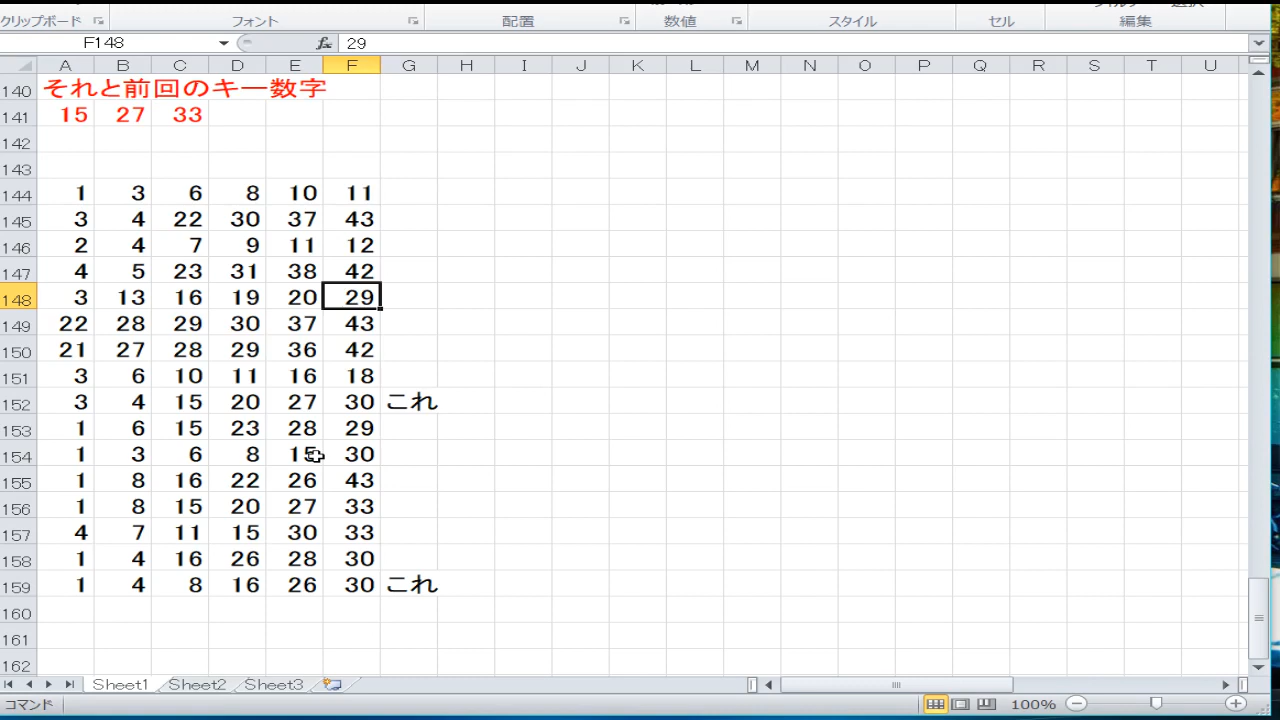 クリップボード フォント 配置 数値 スタイル セル 編集
F148 fx 29
A B C D E F G H I J K L M N O P Q R S T U
140 それと前回のキー数字
141 15 27 33
142
143
144 1 3 6 8 10 11
145 3 4 22 30 37 43
146 2 4 7 9 11 12
147 4 5 23 31 38 42
148 3 13 16 19 20 29
149 22 28 29 30 37 43
150 21 27 28 29 36 42
151 3 6 10 11 16 18
152 3 4 15 20 27 30 これ
153 1 6 15 23 28 29
154 1 3 6 8 15 30
155 1 8 16 22 26 43
156 1 8 15 20 27 33
157 4 7 11 15 30 33
158 1 4 16 26 28 30
159 1 4 8 16 26 30 これ
160
161
162
Sheet1 Sheet2 Sheet3
コマンド 100%